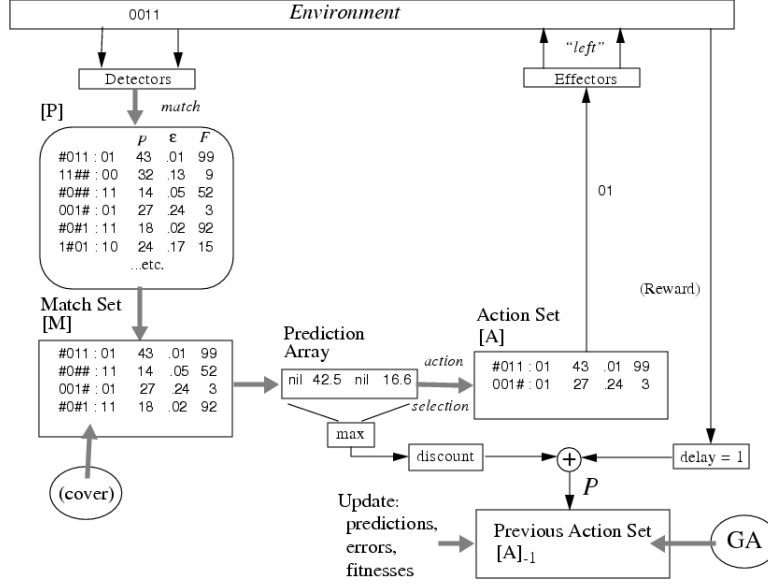 0011
Environment
"left"
Detectors
Effectors
match
[P]
p ε F
#011 : 01 43 .01 99
11## : 00 32 .13 9
#0## : 11 14 .05 52
001# : 01 27 .24 3
#0#1 : 11 18 .02 92
1#01 : 10 24 .17 15
...etc.
01
(Reward)
Match Set
[M]
#011 : 01 43 .01 99
#0## : 11 14 .05 52
001# : 01 27 .24 3
#0#1 : 11 18 .02 92
Prediction
Array
nil 42.5 nil 16.6
action
selection
Action Set
[A]
#011 : 01 43 .01 99
001# : 01 27 .24 3
max
discount
+
delay = 1
P
(cover)
Update:
predictions,
errors,
fitnesses
Previous Action Set
[A]-1
GA